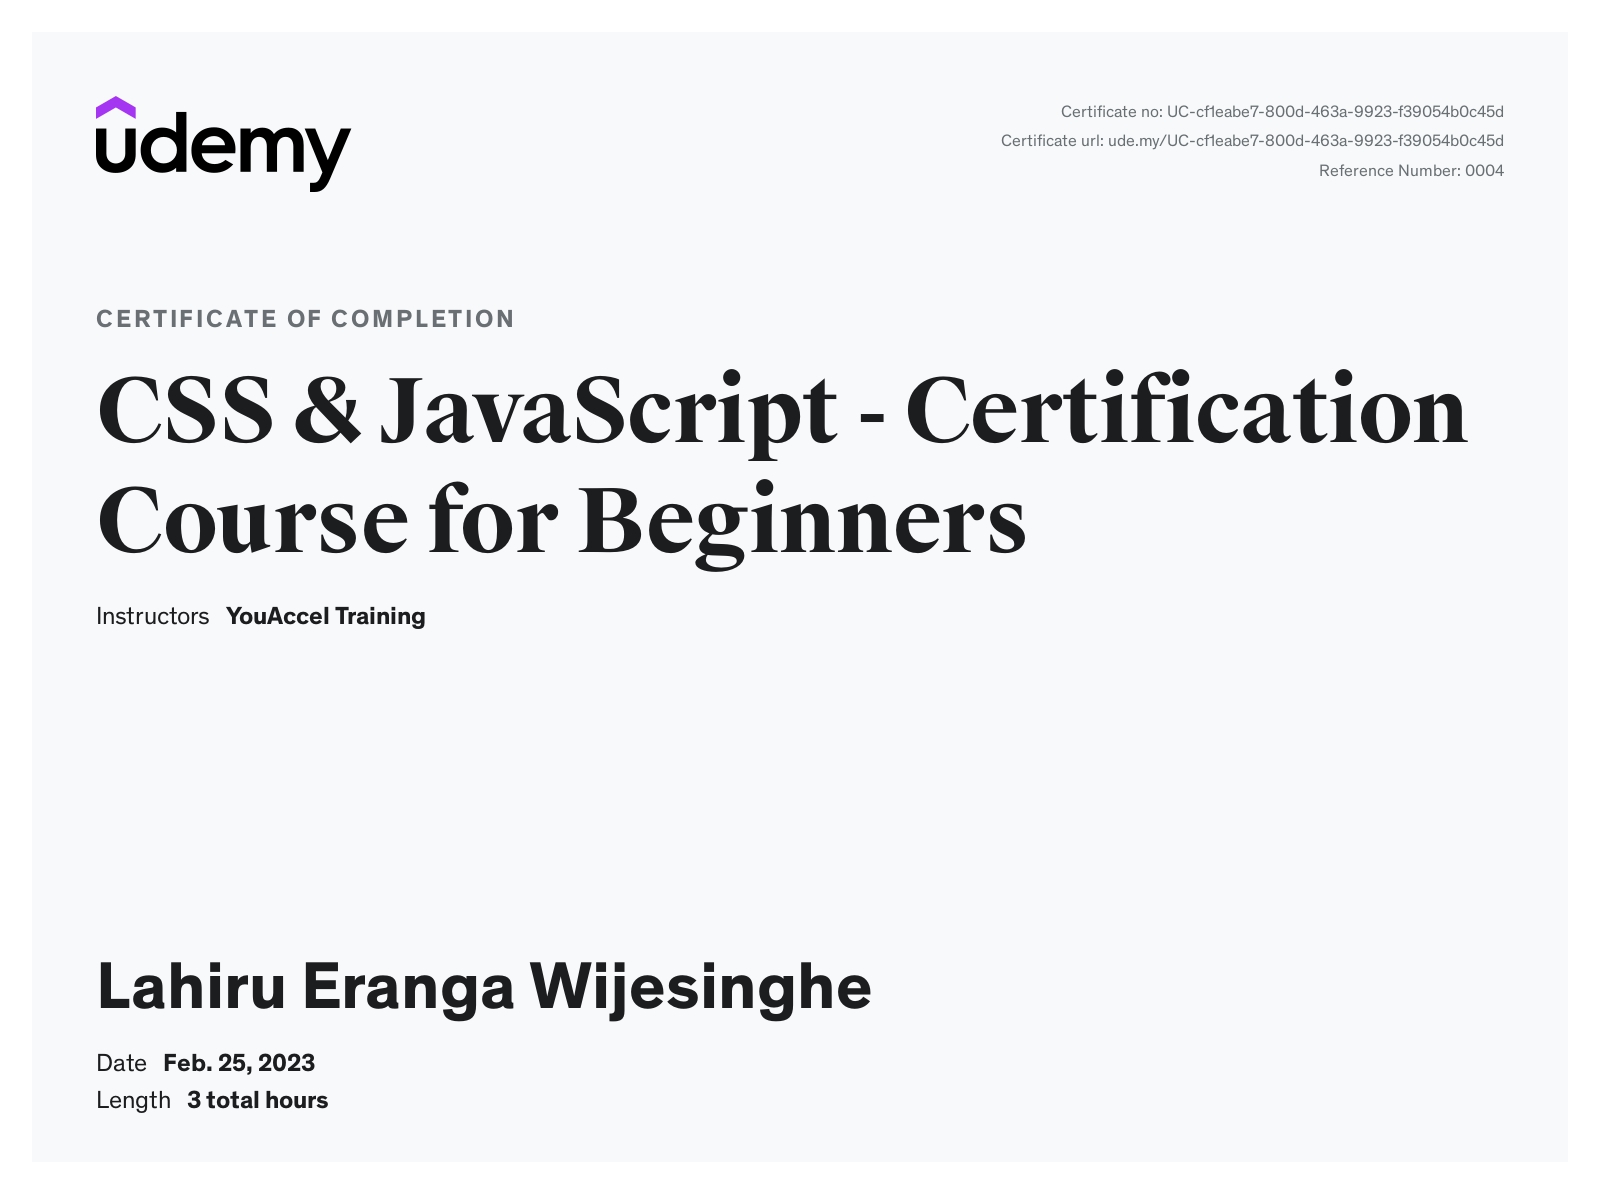 udemy
Certificate no: UC-cf1eabe7-800d-463a-9923-f39054b0c45d
Certificate url: ude.my/UC-cf1eabe7-800d-463a-9923-f39054b0c45d
Reference Number: 0004
CERTIFICATE OF COMPLETION
CSS & JavaScript - Certification
Course for Beginners
Instructors YouAccel Training
Lahiru Eranga Wijesinghe
Date Feb. 25, 2023
Length 3 total hours